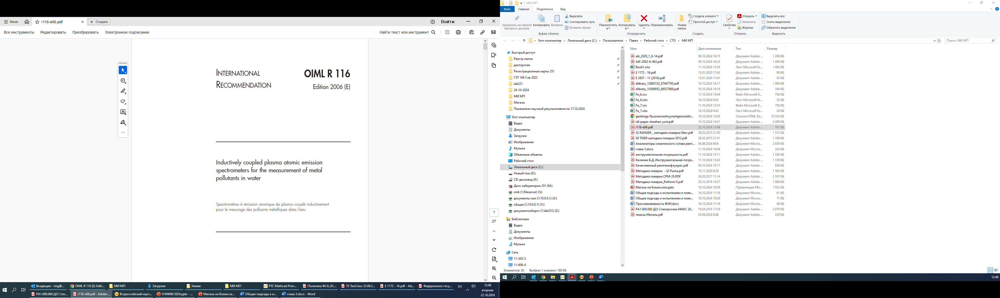 Меню
r116-e06.pdf
Создать
Войти
Все инструменты
Редактировать
Преобразовать
Электронное подписание
Найти текст или инструмент
INTERNATIONAL
RECOMMENDATION
OIML R 116
Edition 2006 (E)
Inductively coupled plasma atomic emission
spectrometers for the measurement of metal
pollutants in water
Spectromètres à émission atomique de plasma couplé inductivement
pour le mesurage des polluants métalliques dans l'eau
1
27
Входящие - mig@...
OIML R 116 (E) Editi...
МИ МП
Загрузки
Химик
МИ МП
PTC Mathcad Prim...
Политика ФСА_03....
ТУ ЭкоСенс 23.08.2...
E 1172 - 16.pdf - Ad...
Федеральное госу...
РА1.000.000 Д22 Спе...
r116-e06.pdf - Adobe ...
Всероссийский науч...
УНИИМ 2024.pptx - ...
Мигаль на Комисси...
Общие подходы к и...
глава 3.docx - Word
EN
12:48
вторник
22.10.2024
МИ МП
Файл
Главная
Поделиться
Вид
Закрепить на панели
быстрого доступа
Копировать
Вставить
Вырезать
Скопировать путь
Вставить ярлык
Буфер обмена
Переместить
в
Копировать
в
Удалить
Переименовать
Упорядочить
Новая
папка
Создать элемент
Простой доступ
Создать
Свойства
Открыть
Изменить
Журнал
Открыть
Выделить все
Снять выделение
Обратить выделение
Выделить
Этот компьютер
Локальный диск (C:)
Пользователи
Павел
Рабочий стол
СТО
МИ МП
Поиск: МИ МП
Быстрый доступ
Реестр папок
докторская
Регистрационные карты 251
ГЭТ 149 3 кв 2022
lab221
24-10-2024
МИ МП
Мигаль
Показатели научной результативности 17.10.2024
Этот компьютер
Видео
Документы
Загрузки
Изображения
Музыка
Объемные объекты
Рабочий стол
Локальный диск (C:)
Новый том (D:)
CD-дисковод (E:)
Диск лаборатории 251 (M:)
smk (\\fileserver) (S:)
документы смк (\\10.0.0.1) (X:)
общая (\\10.0.0.1) (Y:)
документооборот (\\lab251) (Z:)
Библиотеки
Видео
Документы
Изображения
Музыка
Сеть
11-505-5
11-606-4
Имя Дата изменения Тип Размер
aik_2020_1_6-14.pdf 09.10.2024 16:15 Документ Adobe ... 1 206 КБ
AiK-2002-6-463.pdf 09.10.2024 16:25 Документ Adobe ... 1 090 КБ
Book1.xlsx 11.10.2024 15:35 Лист Microsoft Ex... 1 492 КБ
E 1172 - 16.pdf 13.01.2020 17:43 Документ Adobe ... 90 КБ
E 2857 - 11 (2016).pdf 13.01.2020 17:41 Документ Adobe ... 95 КБ
elibrary_12865152_87447793.pdf 10.10.2024 14:17 Документ Adobe ... 1 090 КБ
elibrary_15340952_86527688.pdf 10.10.2024 14:16 Документ Adobe ... 344 КБ
Fe_6.csv 11.10.2024 15:04 Файл Microsoft E... 758 КБ
Fe_6.xlsx 16.10.2024 9:43 Лист Microsoft Ex... 32 КБ
Fe_7.csv 11.10.2024 15:33 Файл Microsoft E... 758 КБ
Fe_7.xlsx 16.10.2024 9:43 Лист Microsoft Ex... 28 КБ
geokniga-flyuorescentnyyrentgenoradio... 10.10.2024 13:05 Chrome HTML Do... 10 553 КБ
idl-paper-sheehan-yost.pdf 10.10.2024 14:21 Документ Adobe ... 2 489 КБ
r116-e06.pdf 22.10.2024 12:48 Документ Adobe ... 181 КБ
S2 RANGER _ методика поверки New.pdf 30.03.2015 21:50 Документ Adobe ... 1 512 КБ
S8 TIGER методика поверки 2012.pdf 30.03.2015 21:51 Документ Adobe ... 1 198 КБ
Анализаторы химического сотава рент... 04.06.2024 9:04 Документ Micros... 2 659 КБ
глава 3.docx 11.10.2024 16:04 Документ Micros... 224 КБ
инструментальная погрешкость.pdf 11.10.2024 13:11 Документ Adobe ... 1 326 КБ
Калинин Б.Д. Инструментальная погре... 11.10.2024 13:43 Документ Adobe ... 1 159 КБ
Качественный рентгенофлуорес.pdf 09.10.2024 15:11 Документ Adobe ... 838 КБ
Методика поверки - S2 Puma.pdf 10.11.2020 9:29 Документ Adobe ... 1 565 КБ
Методика поверки СРМ-35.PDF 26.05.2017 11:14 Документ Adobe ... 2 197 КБ
Методика поверки_Perform'X.pdf 20.12.2019 14:37 Документ Adobe ... 1 906 КБ
Мигаль на Комиссию.pptx 18.10.2024 10:39 Презентация Mic... 7 932 КБ
Общие подходы к испытаниям и пове... 16.10.2024 11:16 Документ Micros... 61 КБ
Общие подходы к испытаниям и пове... 18.10.2024 10:29 Документ Micros... 71 КБ
Прослеживаемость ФХИ.docx 16.10.2024 11:16 Документ Micros... 48 КБ
РА1.000.000 Д22 Спектроскан МАКС 20... 19.04.2016 17:29 Документ Adobe ... 2 070 КБ
тезисы Мигаль.pdf 03.09.2024 8:48 Документ Adobe ... 229 КБ
Элементов: 30 Выбран 1 элемент: 180 КБ
12:48